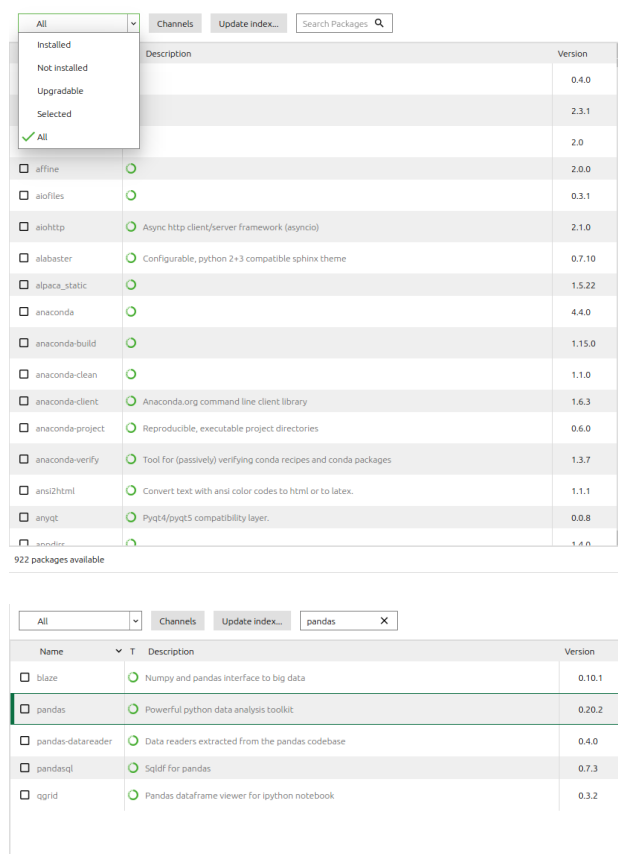 All Channels Update index... Search Packages
Installed Description Version
Not installed
0.4.0
Upgradable
2.3.1
Selected
All 2.0
affine 2.0.0
aiofiles 0.3.1
aiohttp Async http client/server framework (asyncio) 2.1.0
alabaster Configurable, python 2+3 compatible sphinx theme 0.7.10
alpaca_static 1.5.22
anaconda 4.4.0
anaconda-build 1.15.0
anaconda-clean 1.1.0
anaconda-client Anaconda.org command line client library 1.6.3
anaconda-project Reproducible, executable project directories 0.6.0
anaconda-verify Tool for (passively) verifying conda recipes and conda packages 1.3.7
ansi2html Convert text with ansi color codes to html or to latex. 1.1.1
anyqt Pyqt4/pyqt5 compatibility layer. 0.0.8
appdirs 1.4.0
922 packages available
All Channels Update index... pandas
Name T Description Version
blaze Numpy and pandas interface to big data 0.10.1
pandas Powerful python data analysis toolkit 0.20.2
pandas-datareader Data readers extracted from the pandas codebase 0.4.0
pandasql Sqldf for pandas 0.7.3
qgrid Pandas dataframe viewer for ipython notebook 0.3.2